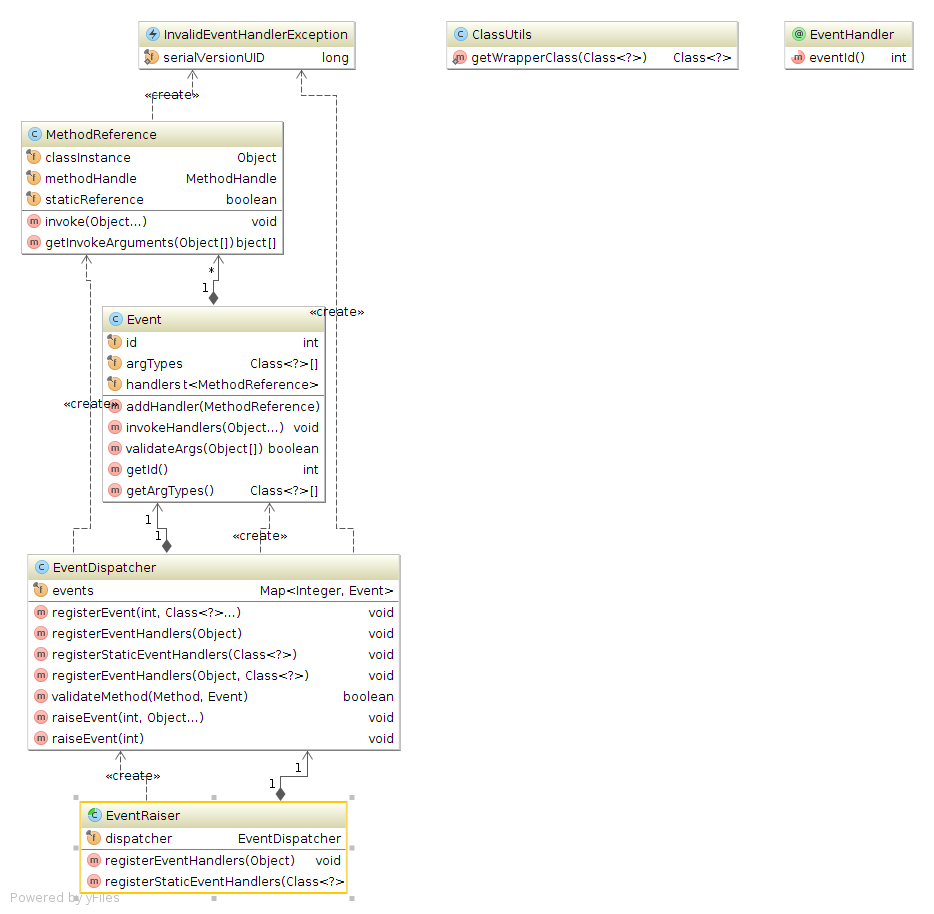 InvalidEventHandlerException
serialVersionUID long
ClassUtils
getWrapperClass(Class<?>) Class<?>
EventHandler
eventId() int
«create»
MethodReference
classInstance Object
methodHandle MethodHandle
staticReference boolean
invoke(Object...) void
getInvokeArguments(Object[]) bject[]
*
1
«create»
Event
id int
argTypes Class<?>[]
handlers t<MethodReference>
«create»
addHandler(MethodReference)
invokeHandlers(Object...) void
validateArgs(Object[]) boolean
getId() int
getArgTypes() Class<?>[]
1
1
«create»
EventDispatcher
events Map<Integer, Event>
registerEvent(int, Class<?>...) void
registerEventHandlers(Object) void
registerStaticEventHandlers(Class<?>) void
registerEventHandlers(Object, Class<?>) void
validateMethod(Method, Event) boolean
raiseEvent(int, Object...) void
raiseEvent(int) void
1
«create»
1
EventRaiser
dispatcher EventDispatcher
registerEventHandlers(Object) void
registerStaticEventHandlers(Class<?>
Powered by yFiles